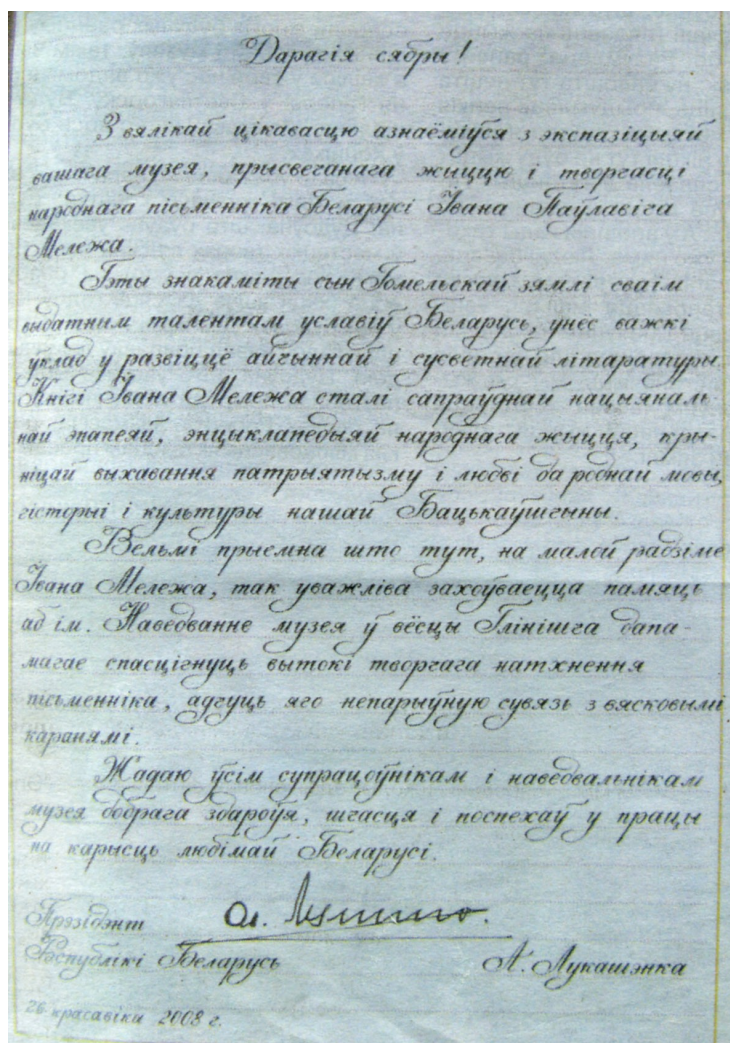 Дарагія сябры!
З вялікай цікавасцю азнаёміўся з экспазіцыяй
вашага музея, прысвечанага жыццю і творчасці
народнага пісьменніка Беларусі Івана Паўлавіча
Мележа.
Гэты знакаміты сын Гомельскай зямлі сваім
выдатным талентам уславіў Беларусь, унёс важкі
ўклад у развіццё айчыннай і сусветнай літаратуры.
Кнігі Івана Мележа сталі сапраўднай нацыяналь-
най эпапеяй, энцыклапедыяй народнага жыцця, кры-
ніцай выхавання патрыятызму і любві да роднай мовы,
гісторыі і культуры нашай Бацькаўшчыны.
Вельмі прыемна што тут, на малой радзіме
Івана Мележа, так уважліва захоўваецца памяць
аб ім. Наведванне музея ў вёсцы Глінішча дапа-
магае спасцігнуць вытокі творчага натхнення
пісьменніка, адчуць яго непарыўную сувязь з вясковымі
каранямі.
Жадаю ўсім супрацоўнікам і наведвальнікам
музея добрага здароўя, шчасця і поспехаў у працы
на карысць любімай Беларусі.
Прэзідэнт
Рэспублікі Беларусь А. Лукашэнка
26 красавіка 2008 г.